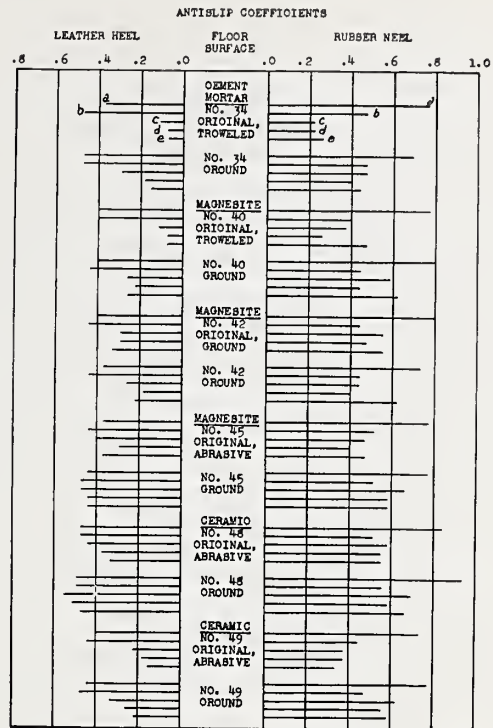 ANTISLIP COEFFICIENTS
LEATHER HEEL FLOOR SURFACE RUBBER HEEL
.8 .6 .4 .2 .0 .0 .2 .4 .6 .8 1.0
CEMENT
MORTAR
NO. 34
ORIGINAL,
TROWELED
a a
b b
c c
d d
e e
NO. 34
GROUND
MAGNESITE
NO. 40
ORIGINAL,
TROWELED
NO. 40
GROUND
MAGNESITE
NO. 42
ORIGINAL,
GROUND
NO. 42
GROUND
MAGNESITE
NO. 45
ORIGINAL,
ABRASIVE
NO. 45
GROUND
CERAMIC
NO. 48
ORIGINAL,
ABRASIVE
NO. 48
GROUND
CERAMIC
NO. 49
ORIGINAL,
ABRASIVE
NO. 49
GROUND